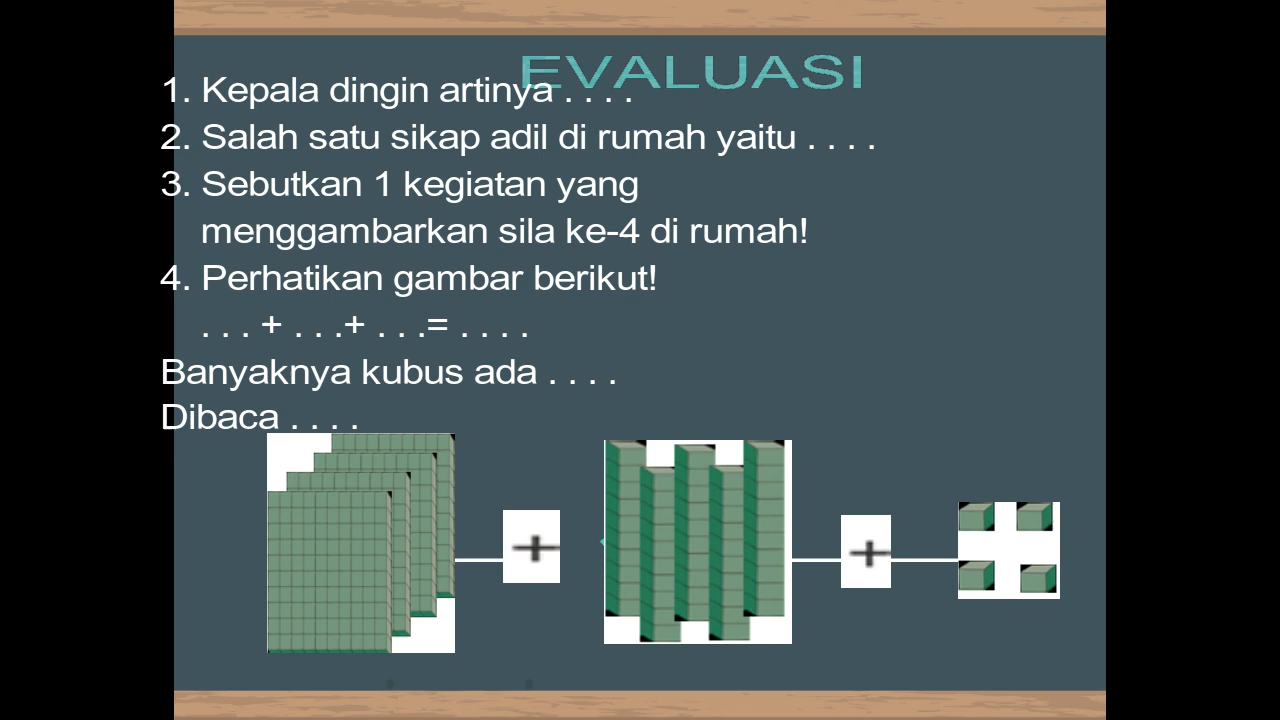 EVALUASI
1. Kepala dingin artinya . . . .
2. Salah satu sikap adil di rumah yaitu . . . .
3. Sebutkan 1 kegiatan yang
menggambarkan sila ke-4 di rumah!
4. Perhatikan gambar berikut!
. . . + . . .+ . . .= . . . .
Banyaknya kubus ada . . . .
Dibaca . . . .
+ +